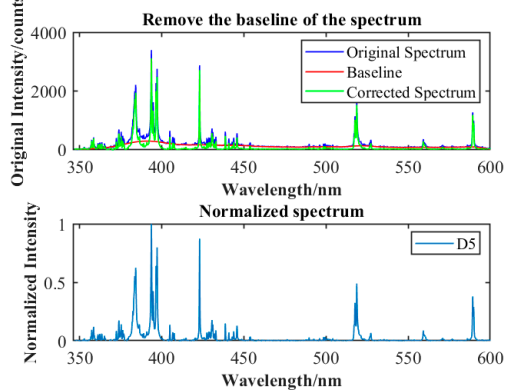 Remove the baseline of the spectrum
Original Intensity/counts
4000
2000
0
Original Spectrum
Baseline
Corrected Spectrum
350 400 450 500 550 600
Wavelength/nm
Normalized spectrum
Normalized Intensity
1
0.5
0
D5
350 400 450 500 550 600
Wavelength/nm